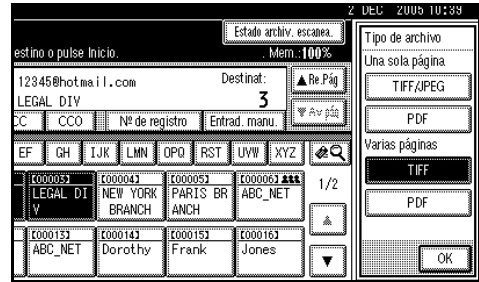 2 DEC 2005 10:39
Estado archiv. escanea.
estino o pulse Inicio.
Mem.:100%
12345@hotmail.com
Destinat:
3
▲Re.Pág
LEGAL DIV
▼Av pág
CC
CCO
Nº de registro
Entrad. manu.
EF
GH
IJK
LMN
OPQ
RST
UVW
XYZ
[00003]
LEGAL DI
V
[00004]
NEW YORK
BRANCH
[00005]
PARIS BR
ANCH
[00006]
ABC_NET
1/2
[00013]
ABC_NET
[00014]
Dorothy
[00015]
Frank
[00016]
Jones
Tipo de archivo
Una sola página
TIFF/JPEG
PDF
Varias páginas
TIFF
PDF
OK